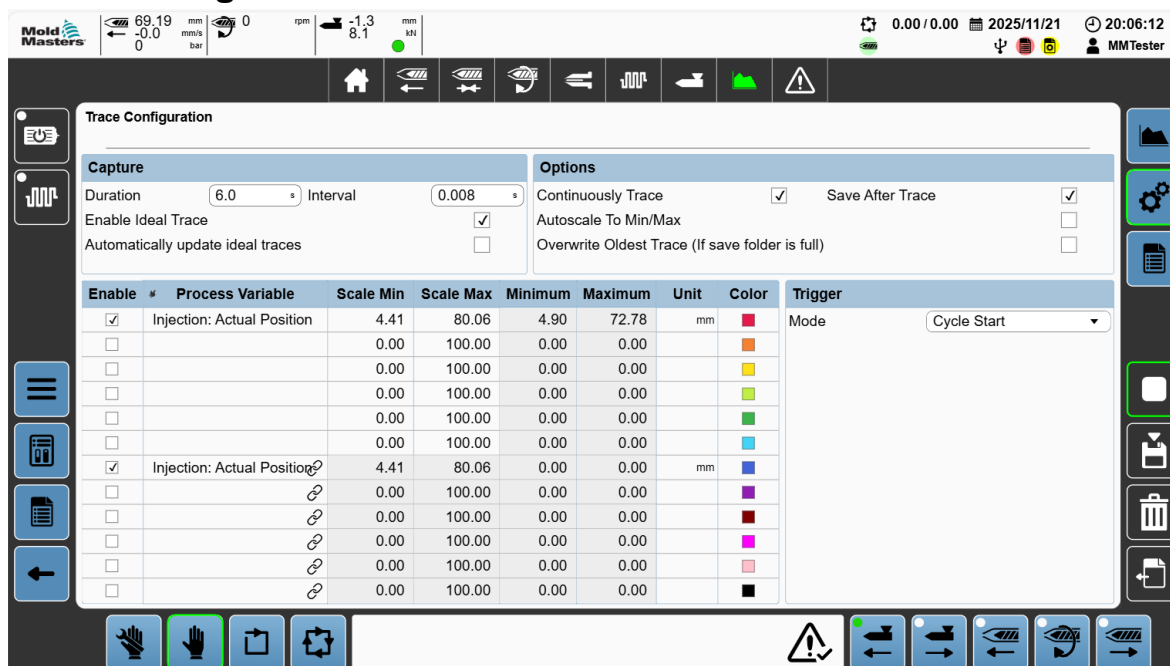 Mold
Masters
69.19 mm
-0.0 mm/s
0 bar
0 rpm
-1.3 mm
8.1 kN
0.00 / 0.00 2025/11/21 20:06:12
MMTester
Trace Configuration
Capture
Duration 6.0 s Interval 0.008 s
Enable Ideal Trace
Automatically update ideal traces
Options
Continuously Trace Save After Trace
Autoscale To Min/Max
Overwrite Oldest Trace (If save folder is full)
Enable Process Variable Scale Min Scale Max Minimum Maximum Unit Color
Injection: Actual Position 4.41 80.06 4.90 72.78 mm
0.00 100.00 0.00 0.00
0.00 100.00 0.00 0.00
0.00 100.00 0.00 0.00
0.00 100.00 0.00 0.00
0.00 100.00 0.00 0.00
Injection: Actual Position 4.41 80.06 0.00 0.00 mm
0.00 100.00 0.00 0.00
0.00 100.00 0.00 0.00
0.00 100.00 0.00 0.00
0.00 100.00 0.00 0.00
0.00 100.00 0.00 0.00
Trigger
Mode Cycle Start